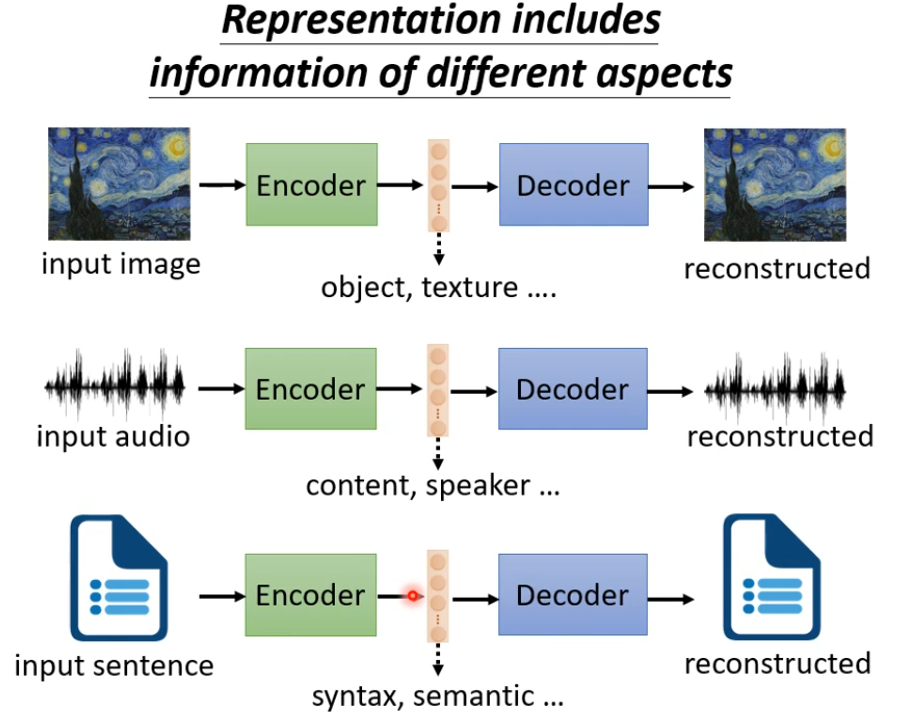 Representation includes
information of different aspects
Encoder
Decoder
input image
reconstructed
object, texture ....
Encoder
Decoder
input audio
reconstructed
content, speaker ...
Encoder
Decoder
input sentence
reconstructed
syntax, semantic ...